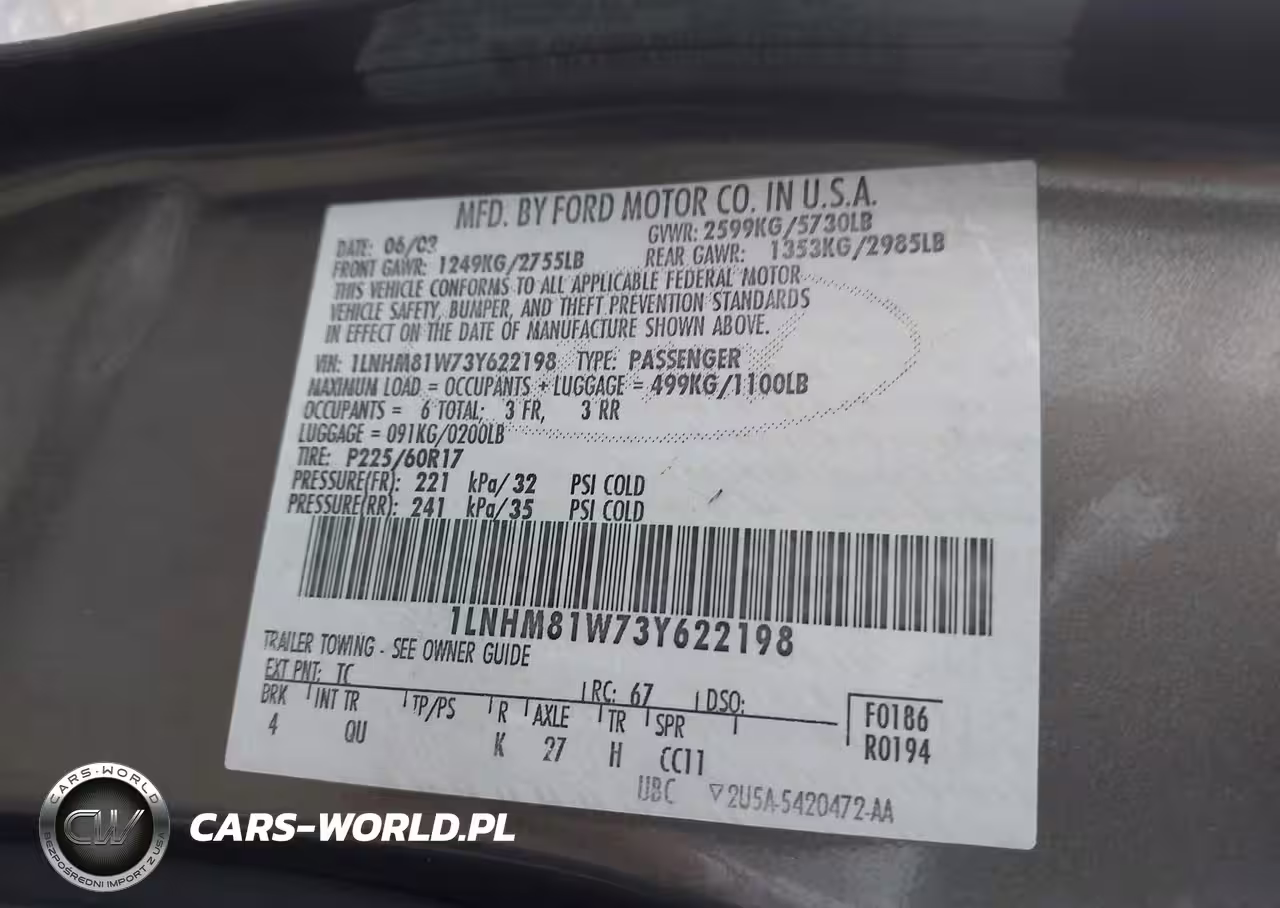 MFD. BY FORD MOTOR CO. IN U.S.A.
DATE: 06/02 GVWR: 2599KG/5730LB
FRONT GAWR: 1249KG/2755LB REAR GAWR: 1353KG/2985LB
THIS VEHICLE CONFORMS TO ALL APPLICABLE FEDERAL MOTOR
VEHICLE SAFETY, BUMPER, AND THEFT PREVENTION STANDARDS
IN EFFECT ON THE DATE OF MANUFACTURE SHOWN ABOVE.
VIN: 1LNHM81W73Y622198 TYPE: PASSENGER
MAXIMUM LOAD = OCCUPANTS + LUGGAGE = 499KG/1100LB
OCCUPANTS = 6 TOTAL; 3 FR, 3 RR
LUGGAGE = 091KG/0200LB
TIRE: P225/60R17
PRESSURE(FR): 221 kPa/32 PSI COLD
PRESSURE(RR): 241 kPa/35 PSI COLD
1LNHM81W73Y622198
TRAILER TOWING - SEE OWNER GUIDE
EXT PNT: TC RC: 67 DSO:
BRK INT TR TP/PS R AXLE TR SPR F0186
4 QU K 27 H CC11 R0194
UBC ▽2U5A-5420472-AA
CARS-WORLD
CW
BEZPOŚREDNI IMPORT Z USA
CARS-WORLD.PL